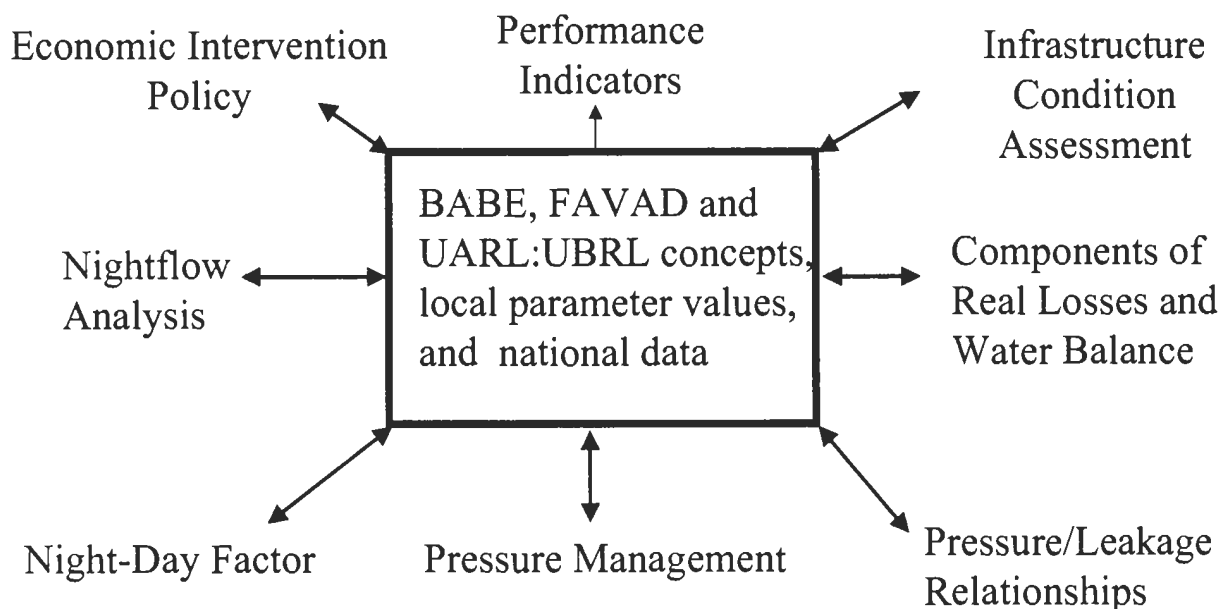 Economic Intervention
Policy
Performance
Indicators
Infrastructure
Condition
Assessment
BABE, FAVAD and
UARL:UBRL concepts,
local parameter values,
and national data
Nightflow
Analysis
Components of
Real Losses and
Water Balance
Night-Day Factor
Pressure Management
Pressure/Leakage
Relationships